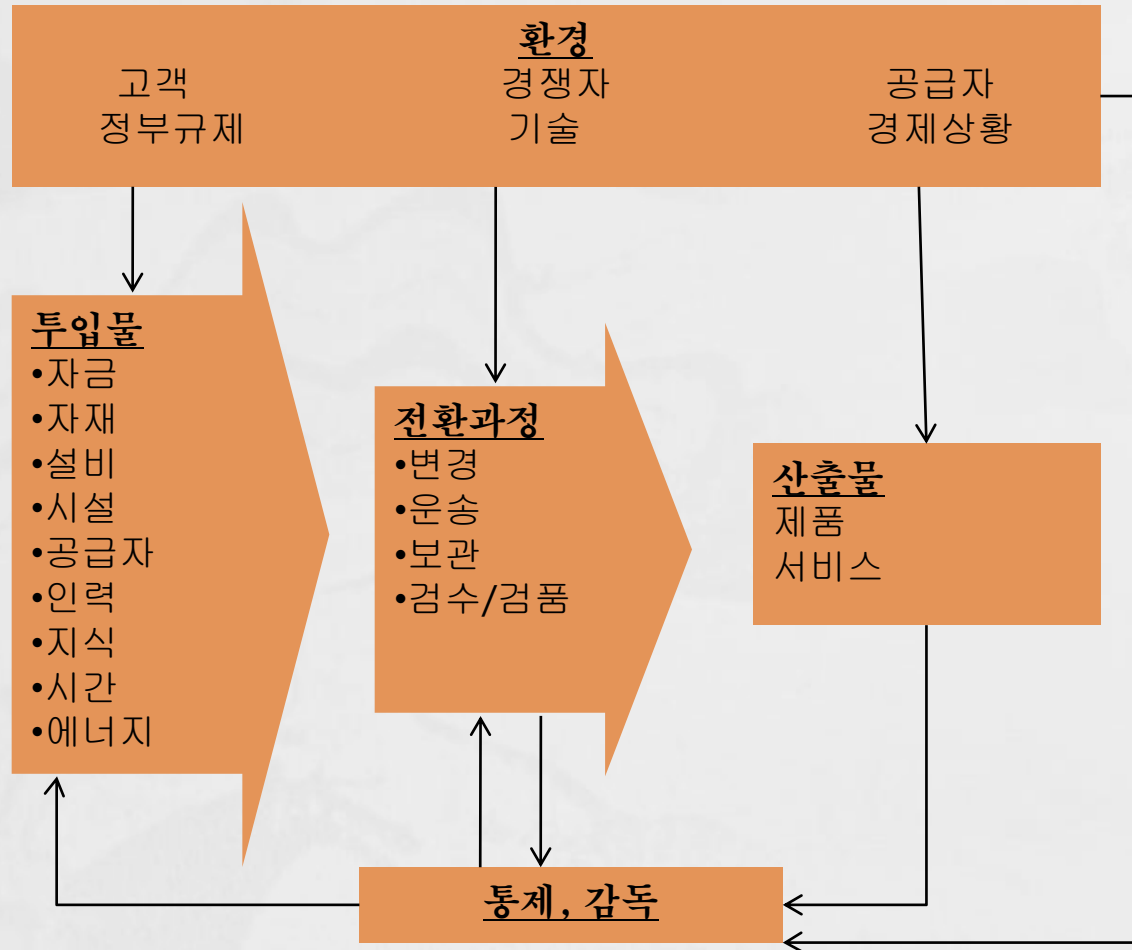 환경
고객 경쟁자 공급자
정부규제 기술 경제상황
투입물
•자금
•자재
•설비
•시설
•공급자
•인력
•지식
•시간
•에너지
전환과정
•변경
•운송
•보관
•검수/검품
산출물
제품
서비스
통제, 감독